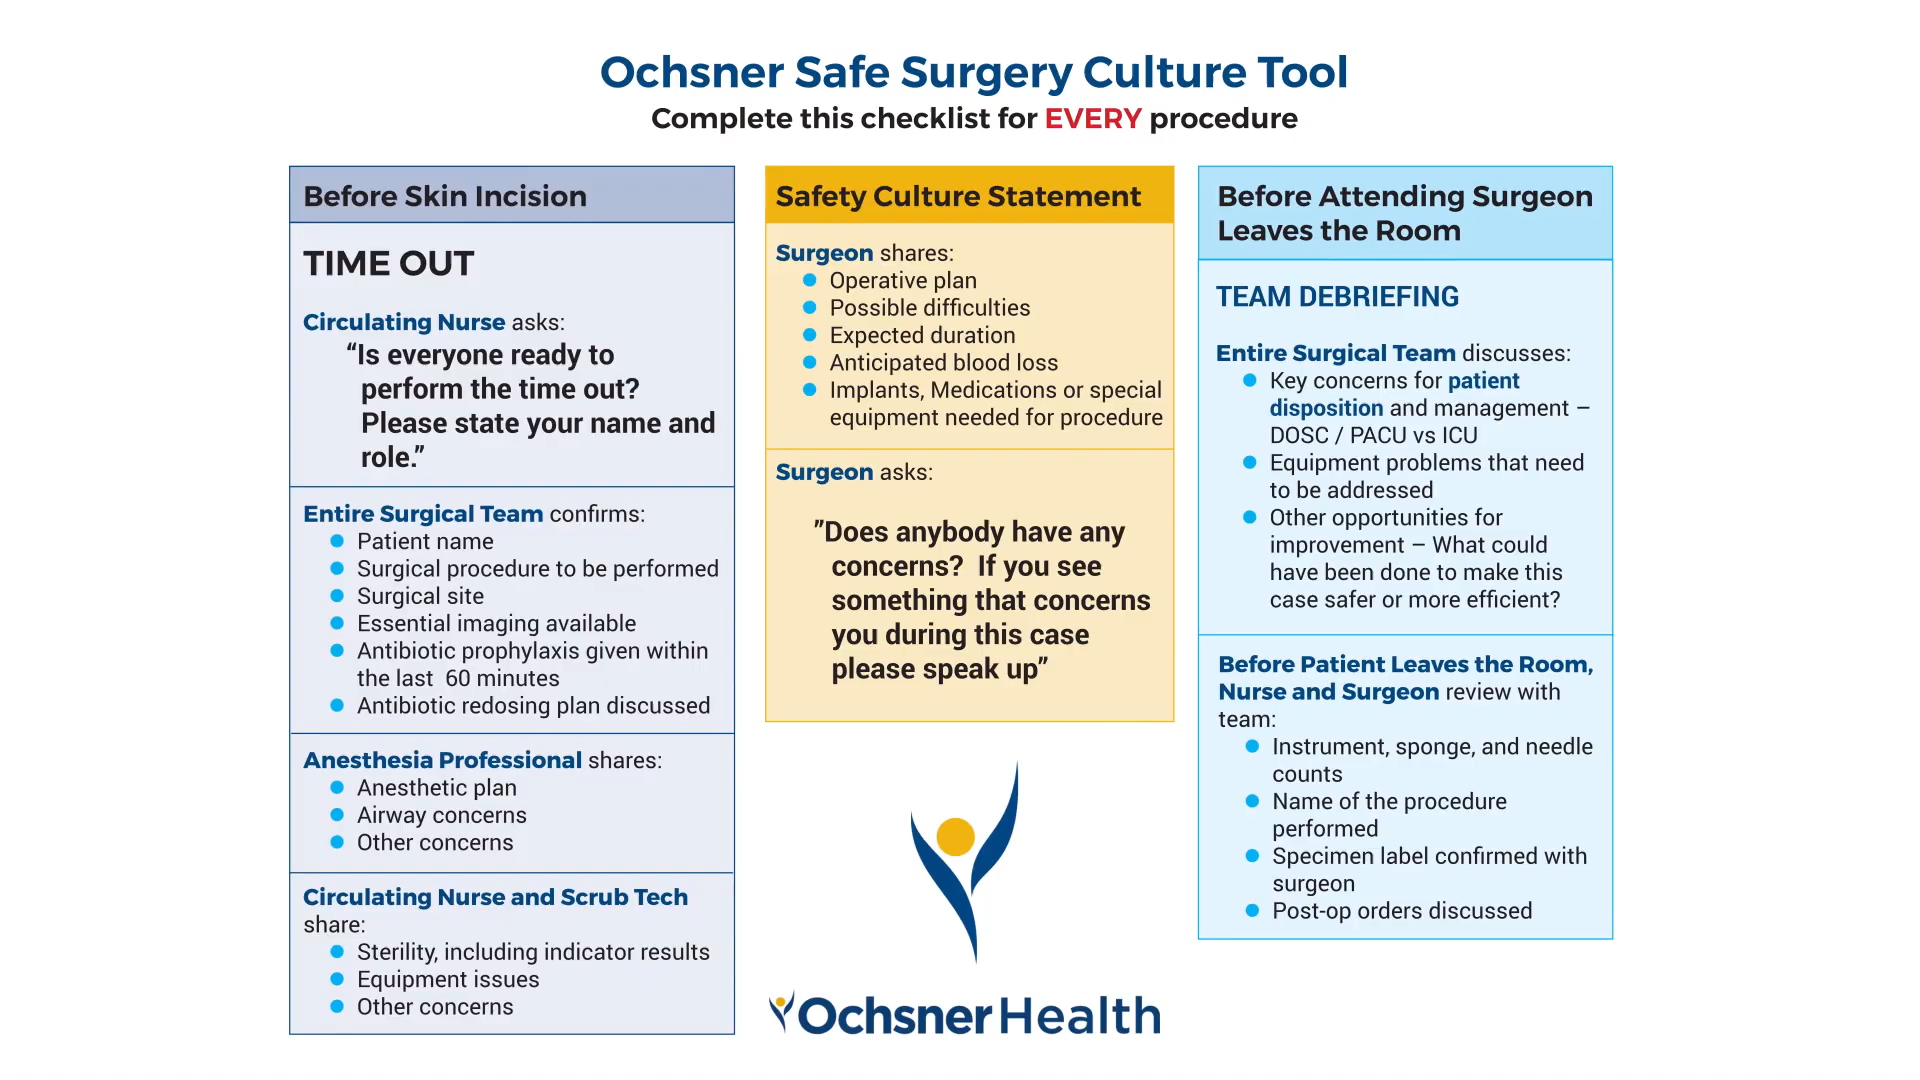 Ochsner Safe Surgery Culture Tool
Complete this checklist for EVERY procedure
Before Skin Incision
TIME OUT
Circulating Nurse asks:
“Is everyone ready to
perform the time out?
Please state your name and
role.”
Entire Surgical Team confirms:
● Patient name
● Surgical procedure to be performed
● Surgical site
● Essential imaging available
● Antibiotic prophylaxis given within
the last  60 minutes
● Antibiotic redosing plan discussed
Anesthesia Professional shares:
● Anesthetic plan
● Airway concerns
● Other concerns
Circulating Nurse and Scrub Tech
share:
● Sterility, including indicator results
● Equipment issues
● Other concerns
Safety Culture Statement
Surgeon shares:
● Operative plan
● Possible difficulties
● Expected duration
● Anticipated blood loss
● Implants, Medications or special
equipment needed for procedure
Surgeon asks:
”Does anybody have any
concerns?  If you see
something that concerns
you during this case
please speak up”
OchsnerHealth
Before Attending Surgeon
Leaves the Room
TEAM DEBRIEFING
Entire Surgical Team discusses:
● Key concerns for patient
disposition and management –
DOSC / PACU vs ICU
● Equipment problems that need
to be addressed
● Other opportunities for
improvement – What could
have been done to make this
case safer or more efficient?
Before Patient Leaves the Room,
Nurse and Surgeon review with
team:
● Instrument, sponge, and needle
counts
● Name of the procedure
performed
● Specimen label confirmed with
surgeon
● Post-op orders discussed